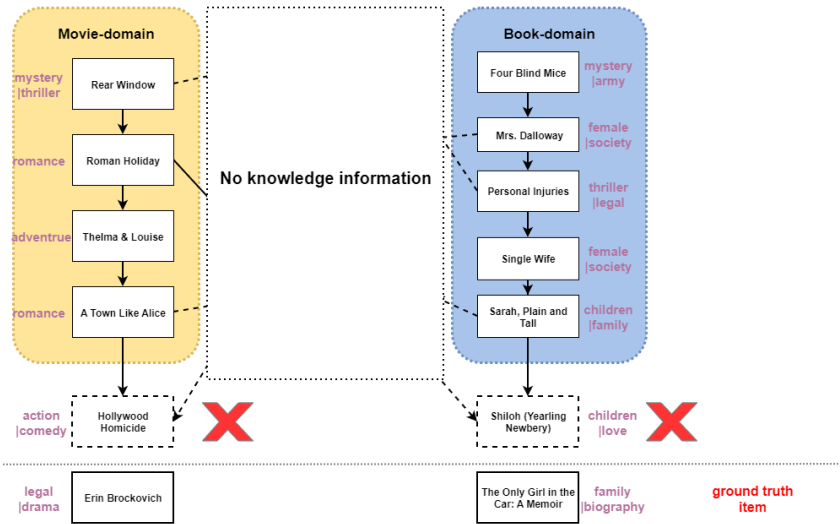 Movie-domain
Book-domain
mystery
|thriller
Rear Window
Four Blind Mice
mystery
|army
romance
Roman Holiday
Mrs. Dalloway
female
|society
No knowledge information
Personal Injuries
thriller
|legal
adventrue
Thelma & Louise
Single Wife
female
|society
romance
A Town Like Alice
Sarah, Plain and
Tall
children
|family
action
|comedy
Hollywood
Homicide
Shiloh (Yearling
Newbery)
children
|love
legal
|drama
Erin Brockovich
The Only Girl in the
Car: A Memoir
family
|biography
ground truth
item